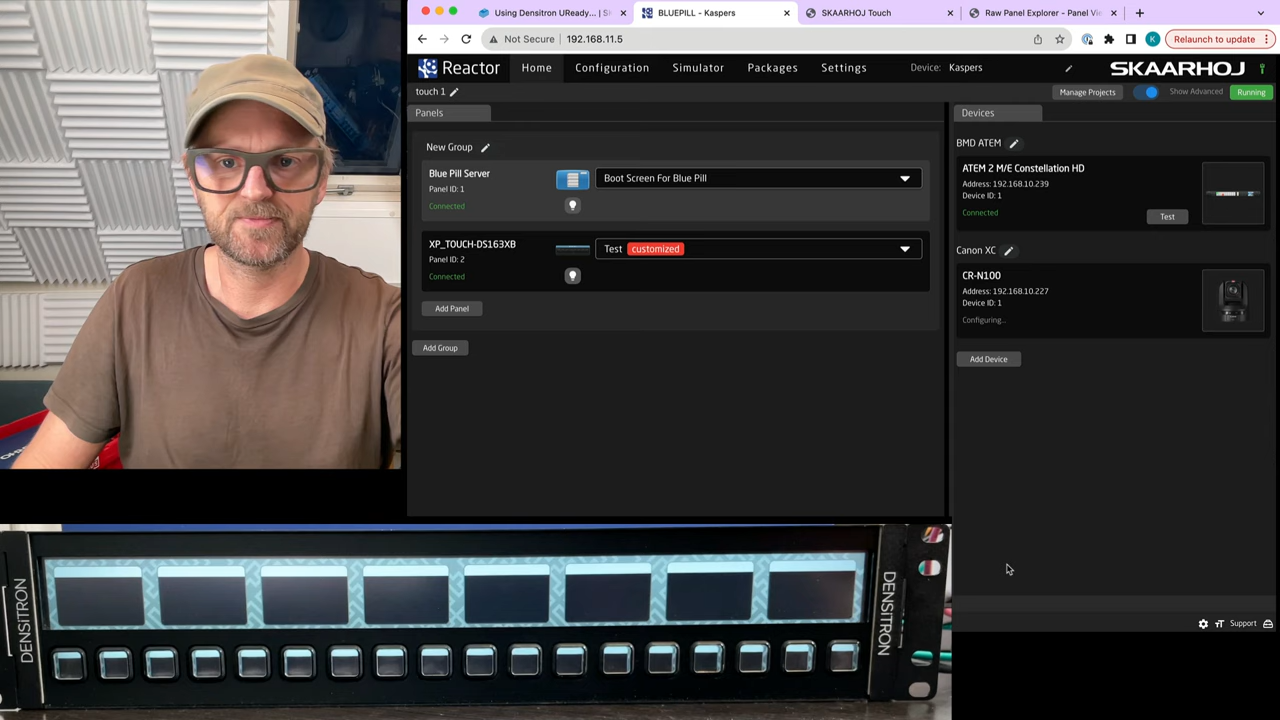 Using Densitron UReady... | Sk
BLUEPILL - Kaspers
SKAARHOJ Touch
Raw Panel Explorer - Panel Vie
Not Secure
192.168.11.5
K
Relaunch to update
Reactor
Home
Configuration
Simulator
Packages
Settings
Device:
Kaspers
SKAARHOJ
touch 1
Manage Projects
Show Advanced
Running
Panels
Devices
New Group
Blue Pill Server
Panel ID: 1
Connected
Boot Screen For Blue Pill
XP_TOUCH-DS163XB
Panel ID: 2
Connected
Test customized
Add Panel
Add Group
BMD ATEM
ATEM 2 M/E Constellation HD
Address: 192.168.10.239
Device ID: 1
Connected
Test
Canon XC
CR-N100
Address: 192.168.10.227
Device ID: 1
Configuring...
Add Device
Support
DENSITRON
DENSITRON